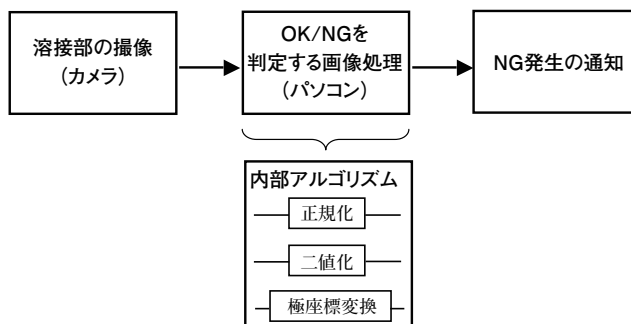 溶接部の撮像
(カメラ)
OK/NGを
判定する画像処理
(パソコン)
NG発生の通知
内部アルゴリズム
正規化
二値化
極座標変換